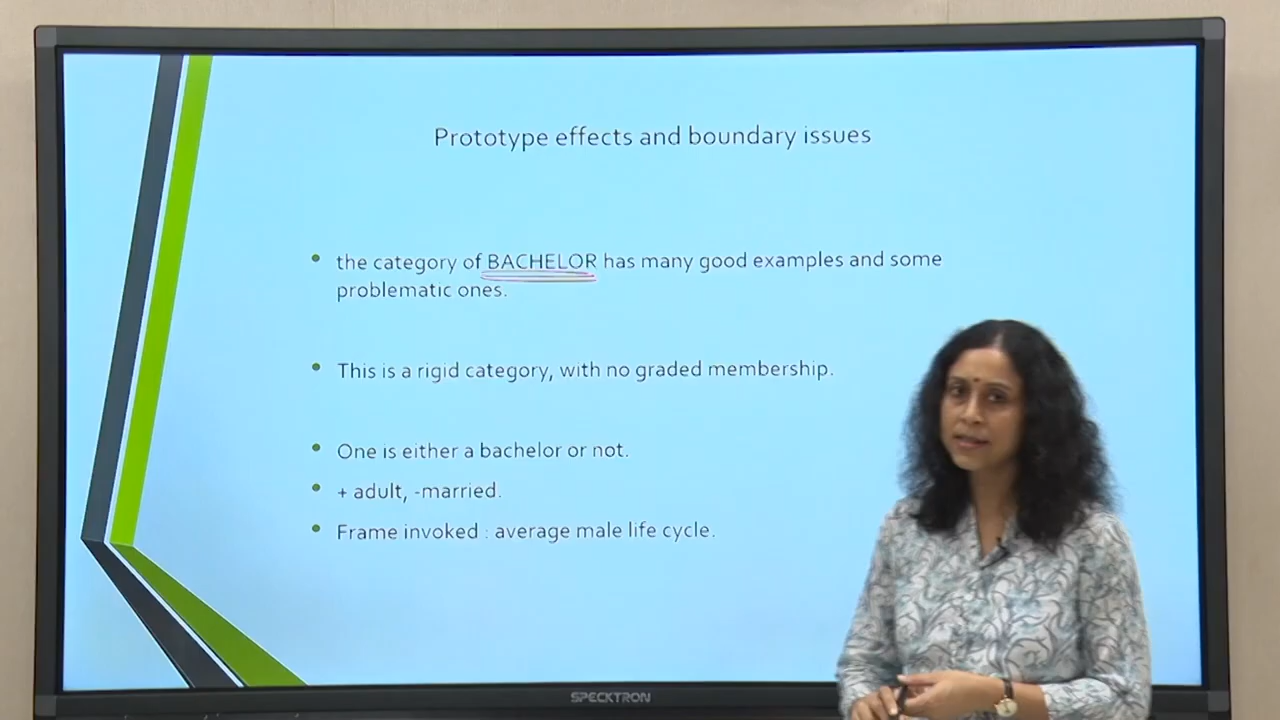 Prototype effects and boundary issues
the category of BACHELOR has many good examples and some
problematic ones.
This is a rigid category, with no graded membership.
One is either a bachelor or not.
+ adult, -married.
Frame invoked : average male life cycle.
SPECKTRON